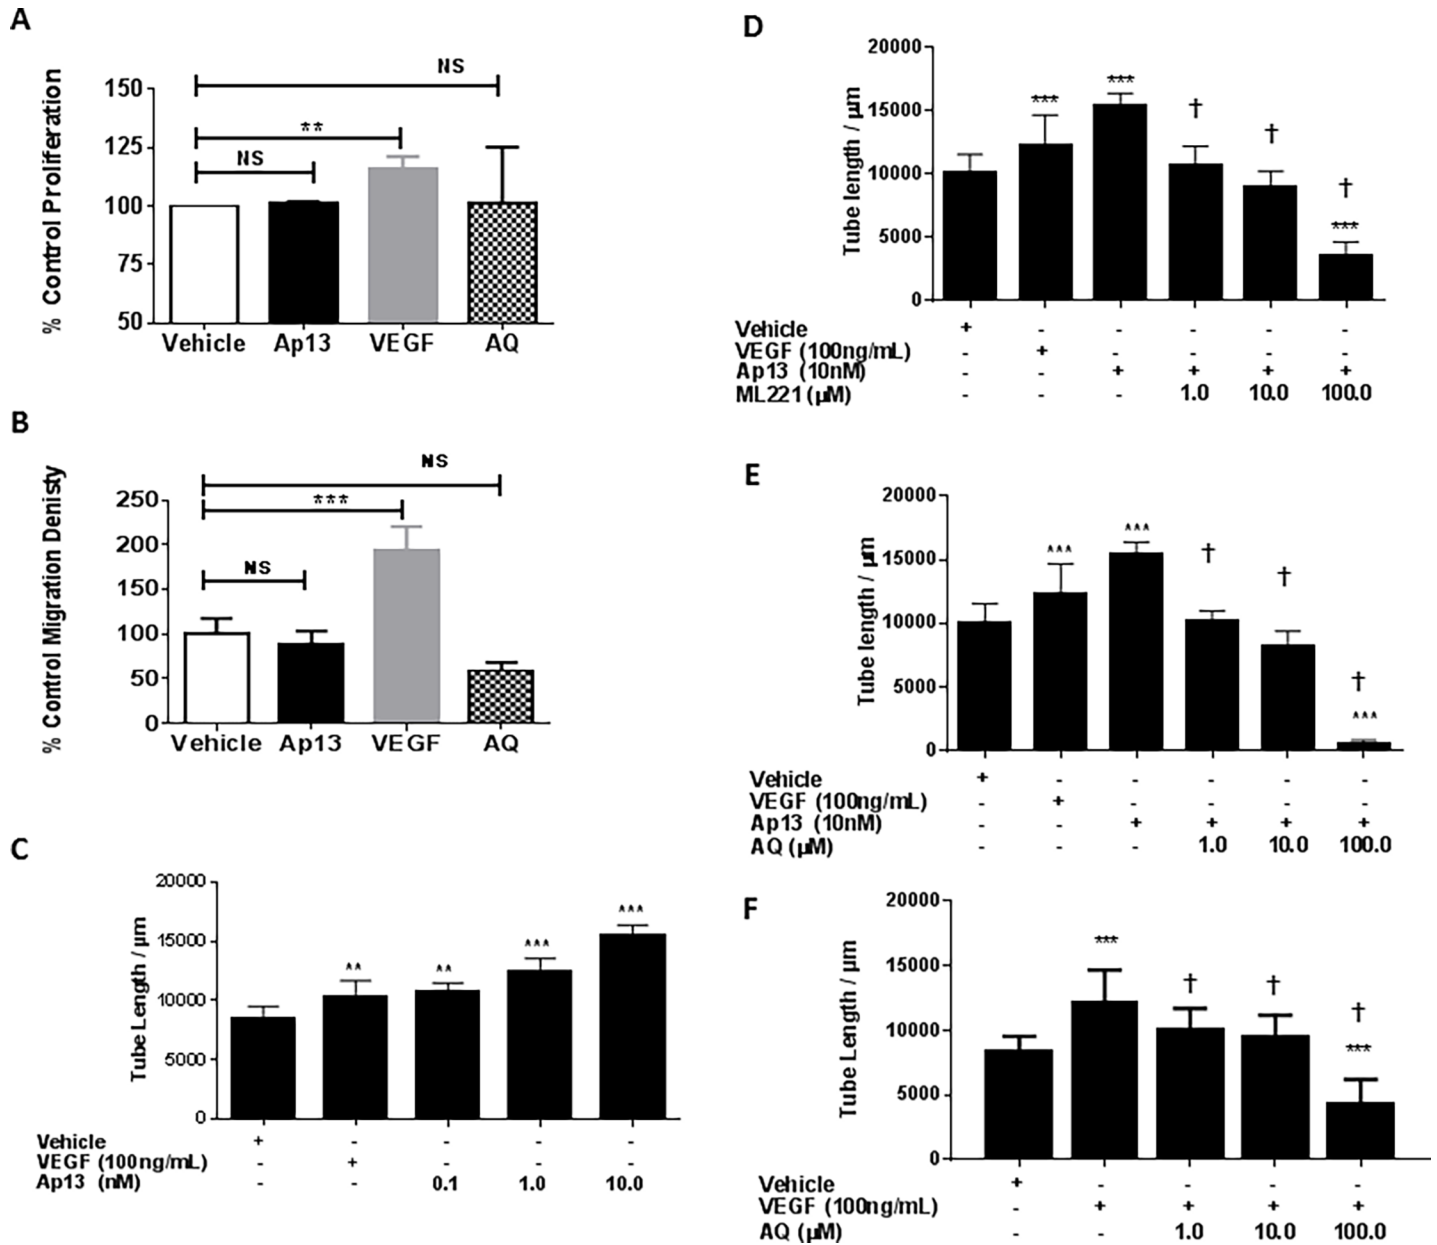 A
% Control Proliferation
150
125
100
75
50
NS
**
NS
Vehicle Ap13 VEGF AQ
B
% Control Migration Denisty
250
200
150
100
50
0
NS
***
NS
Vehicle Ap13 VEGF AQ
C
Tube Length / µm
20000
15000
10000
5000
0
^^ ^^ ^^^ ^^^
Vehicle + - - - -
VEGF (100ng/mL) - + - - -
Ap13 (nM) - - 0.1 1.0 10.0
D
Tube length / µm
20000
15000
10000
5000
0
*** *** † † †
***
Vehicle + - - - - -
VEGF (100ng/mL) - + - - - -
Ap13 (10nM) - - + + + +
ML221 (µM) - - - 1.0 10.0 100.0
E
Tube length / µm
20000
15000
10000
5000
0
^^^ ^^^ † † †
^^^
Vehicle + - - - - -
VEGF (100ng/mL) - + - - - -
Ap13 (10nM) - - + + + +
AQ (µM) - - - 1.0 10.0 100.0
F
Tube Length / µm
20000
15000
10000
5000
0
*** † † †
***
Vehicle + - - - -
VEGF (100ng/mL) - + + + +
AQ (µM) - - 1.0 10.0 100.0